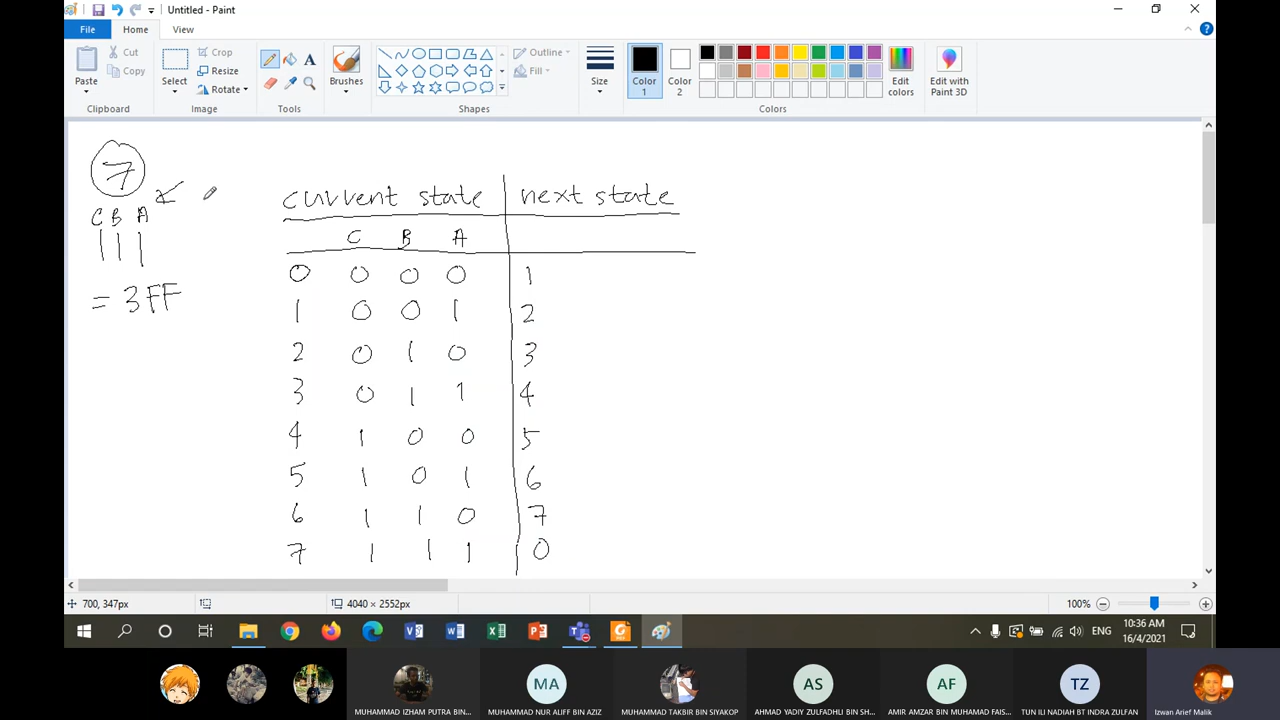 Untitled - Paint
File Home View
Paste Cut Copy
Select Crop Resize Rotate
A
Brushes
Outline Fill
Size
Color 1
Color 2
Edit colors
Edit with Paint 3D
Clipboard Image Tools Shapes Colors
7
C B A
1 1 1
= 3FF
current state next state
C B A
0 0 0 0 1
1 0 0 1 2
2 0 1 0 3
3 0 1 1 4
4 1 0 0 5
5 1 0 1 6
6 1 1 0 7
7 1 1 1 0
700, 347px 4040 × 2552px 100%
ENG 10:36 AM
16/4/2021
MA AS AF TZ
MUHAMMAD IZHAM PUTRA BIN... MUHAMMAD NUR ALIFF BIN AZIZ MUHAMMAD TAKBIR BIN SIYAKOP AHMAD YADIY ZULFADHLI BIN SH... AMIR AMZAR BIN MUHAMAD FAIS... TUN ILI NADIAH BT INDRA ZULFAN Izwan Arief Malik